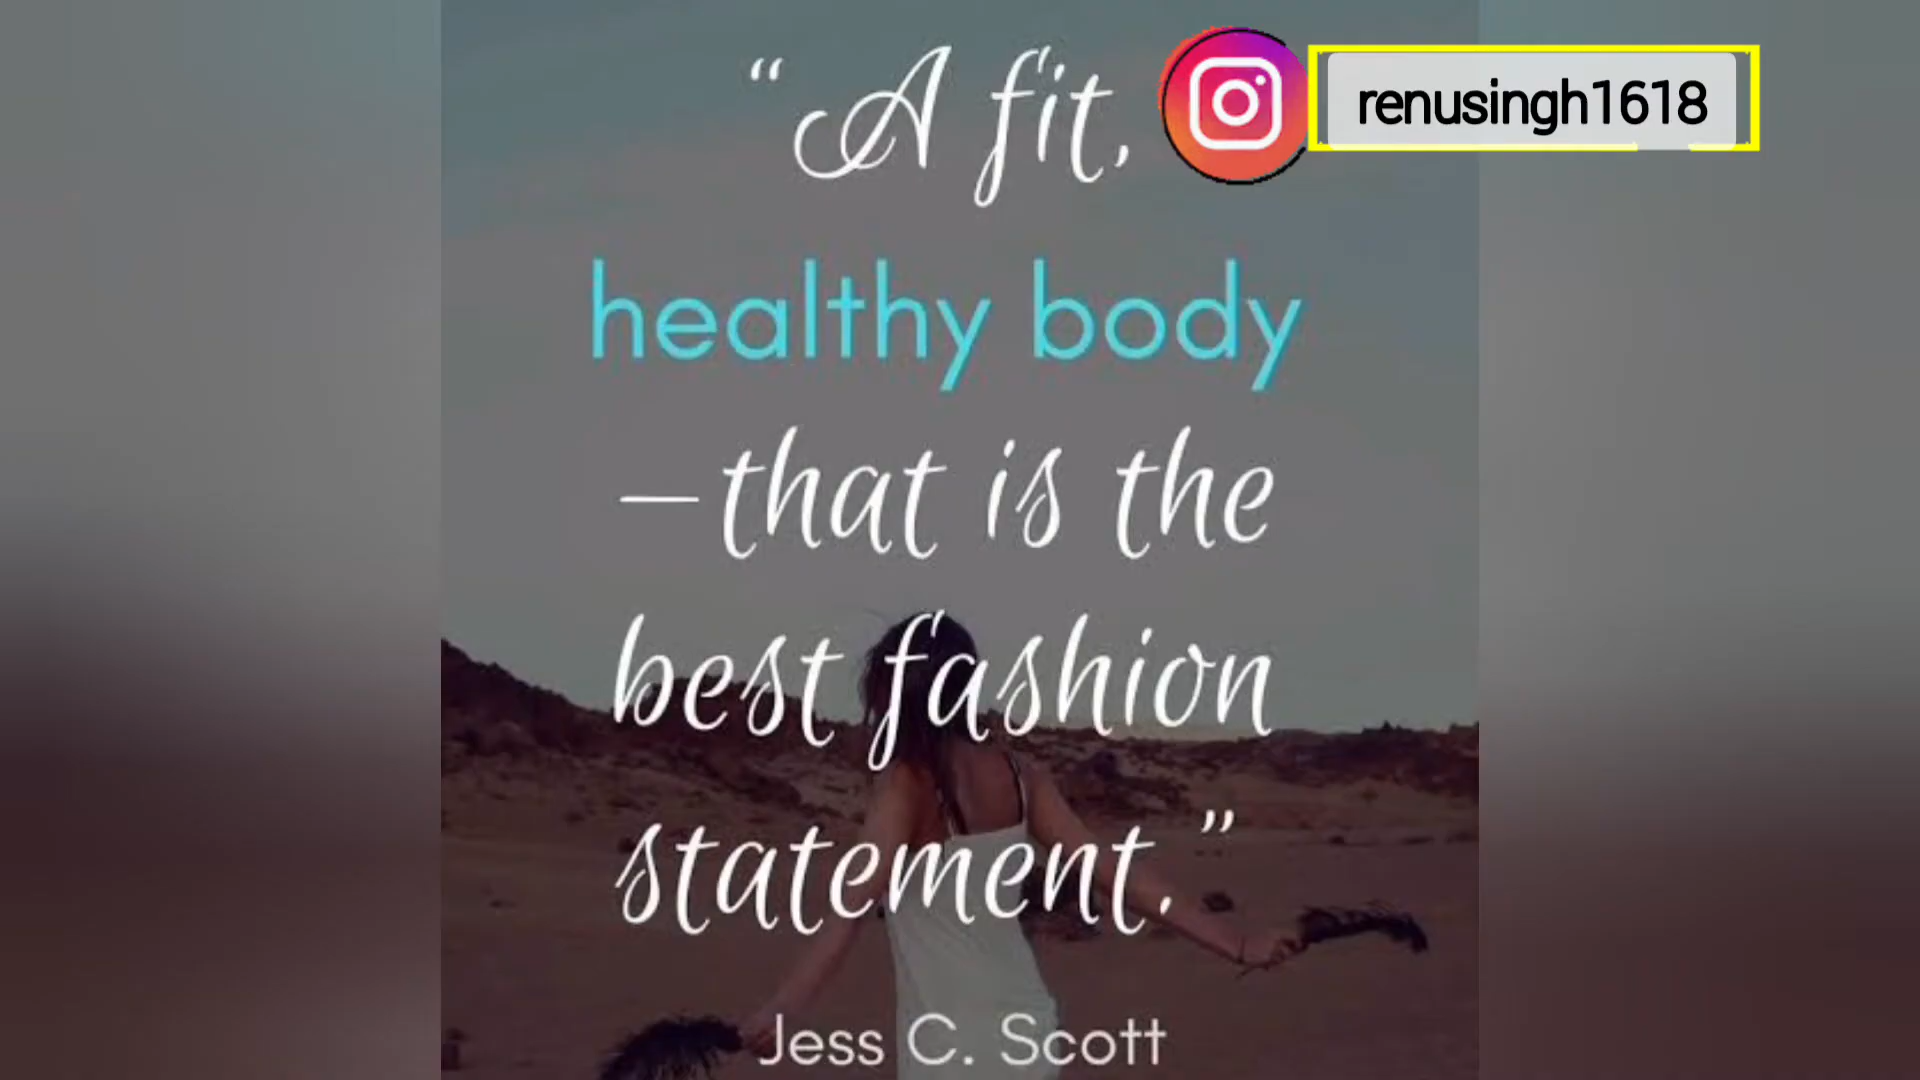 “A fit,
renusingh1618
healthy body
–that is the
best fashion
statement.”
Jess C. Scott